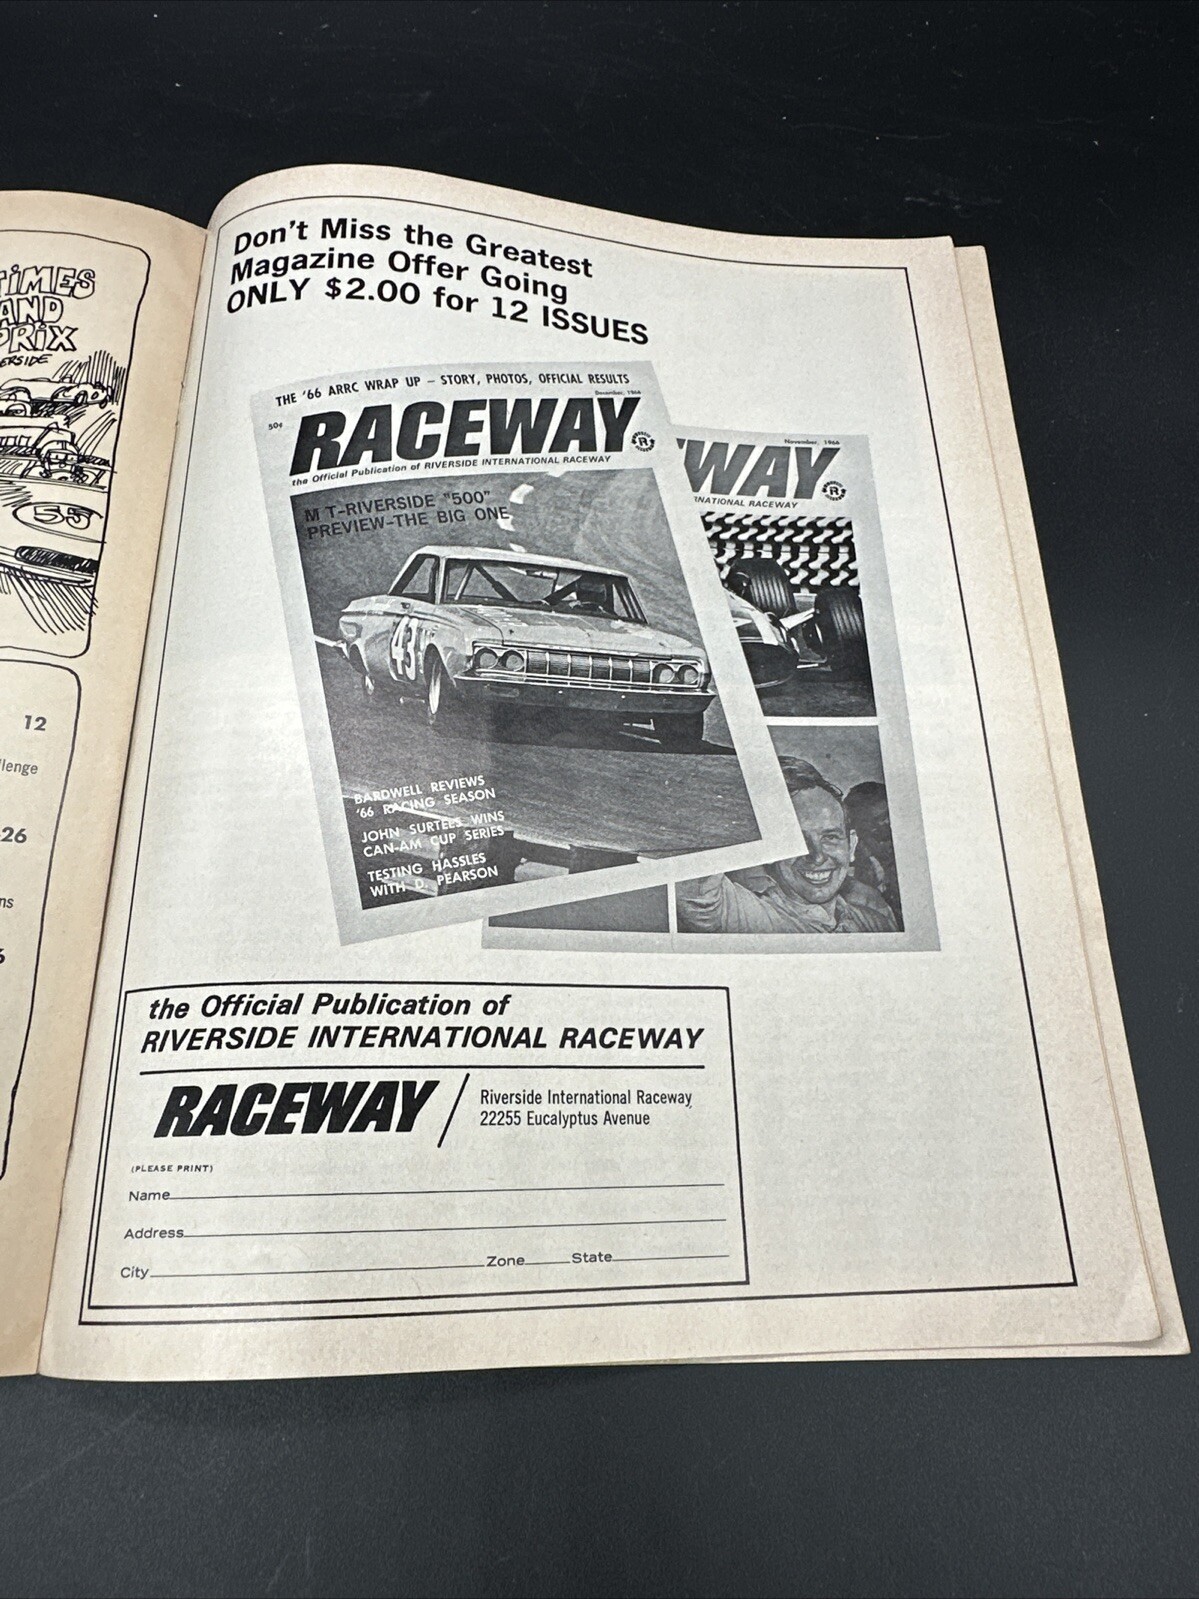 TiMES
AND
PRiX
ERSIDE
55
12
llenge
26
ns
6
Don't Miss the Greatest
Magazine Offer Going
ONLY $2.00 for 12 ISSUES
THE '66 ARRC WRAP UP – STORY, PHOTOS, OFFICIAL RESULTS
December, 1966
50¢
RACEWAY
R
the Official Publication of RIVERSIDE INTERNATIONAL RACEWAY
M T-RIVERSIDE "500"
PREVIEW-THE BIG ONE
43
BARDWELL REVIEWS
'66 RACING SEASON
JOHN SURTEES WINS
CAN-AM CUP SERIES
TESTING HASSLES
WITH D. PEARSON
November, 1966
WAY
R
NATIONAL RACEWAY
the Official Publication of
RIVERSIDE INTERNATIONAL RACEWAY
RACEWAY
Riverside International Raceway,
22255 Eucalyptus Avenue
(PLEASE PRINT)
Name
Address
City Zone State